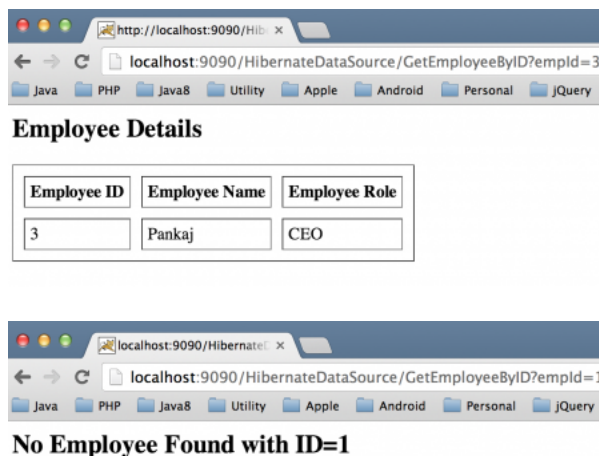 http://localhost:9090/Hib
localhost:9090/HibernateDataSource/GetEmployeeByID?empId=3
Java PHP Java8 Utility Apple Android Personal jQuery
Employee Details
Employee ID Employee Name Employee Role
3 Pankaj CEO
localhost:9090/Hibernate
localhost:9090/HibernateDataSource/GetEmployeeByID?empId=1
Java PHP Java8 Utility Apple Android Personal jQuery
No Employee Found with ID=1